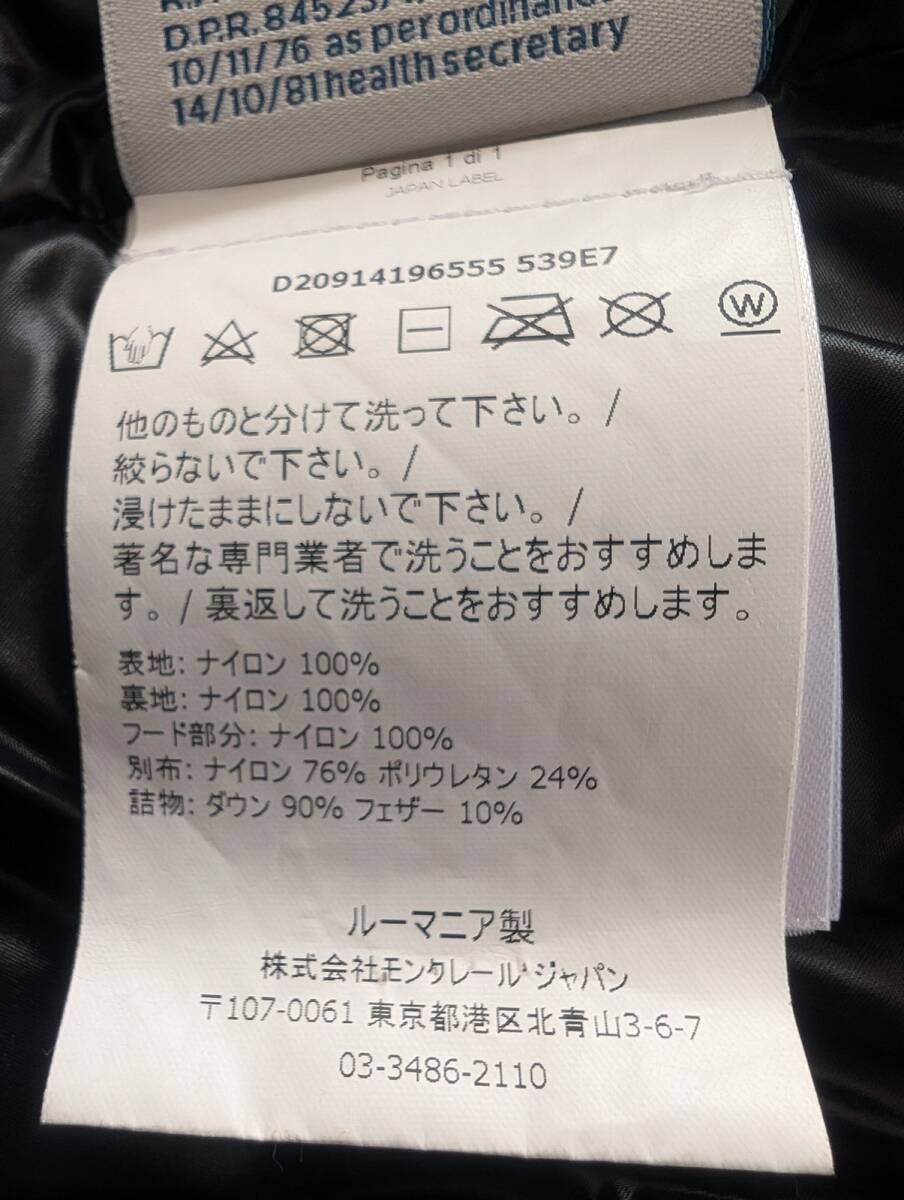 D.P.R. 84523/
10/11/76 as per
14/10/81 health secretary
Pagina 1 di 1
JAPAN LABEL
D20914196555 539E7
W
他のものと分けて洗って下さい。/
絞らないで下さい。/
浸けたままにしないで下さい。/
著名な専門業者で洗うことをおすすめしま
す。/ 裏返して洗うことをおすすめします。
表地: ナイロン 100%
裏地: ナイロン 100%
フード部分: ナイロン 100%
別布: ナイロン 76% ポリウレタン 24%
詰物: ダウン 90% フェザー 10%
ルーマニア製
株式会社モンクレール ジャパン
〒107-0061 東京都港区北青山3-6-7
03-3486-2110